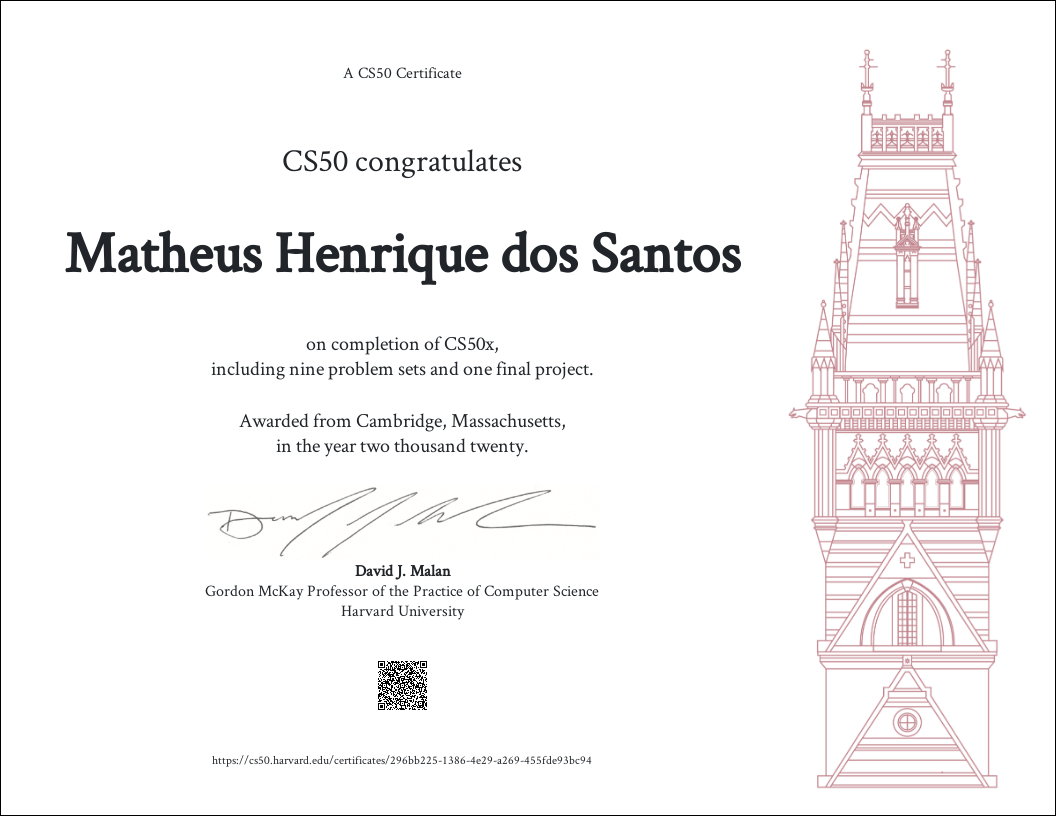 A CS50 Certificate
CS50 congratulates
Matheus Henrique dos Santos
on completion of CS50x,
including nine problem sets and one final project.
Awarded from Cambridge, Massachusetts,
in the year two thousand twenty.
David J. Malan
Gordon McKay Professor of the Practice of Computer Science
Harvard University
https://cs50.harvard.edu/certificates/296bb225-1386-4e29-a269-455fde93bc94